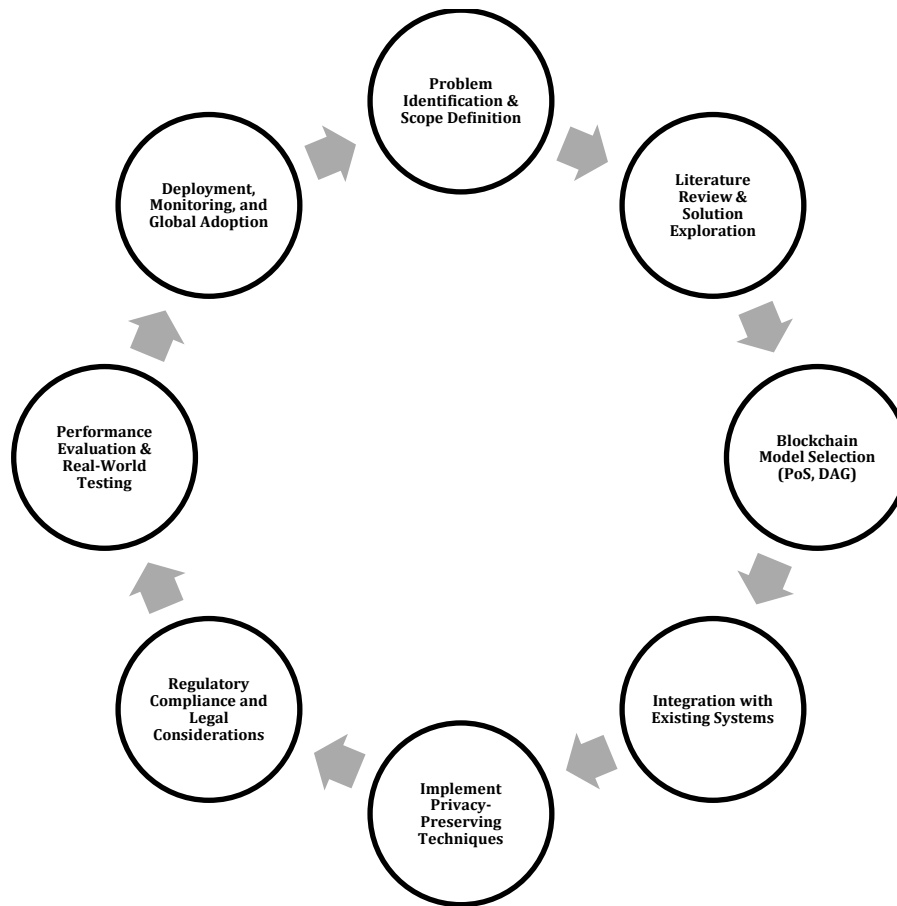 Problem
Identification &
Scope Definition
Literature
Review &
Solution
Exploration
Blockchain
Model Selection
(PoS, DAG)
Integration with
Existing Systems
Implement
Privacy-
Preserving
Techniques
Regulatory
Compliance and
Legal
Considerations
Performance
Evaluation &
Real-World
Testing
Deployment,
Monitoring, and
Global Adoption